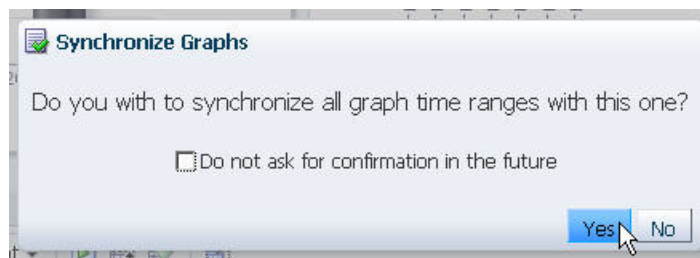 Synchronize Graphs
Do you with to synchronize all graph time ranges with this one?
Do not ask for confirmation in the future
Yes No